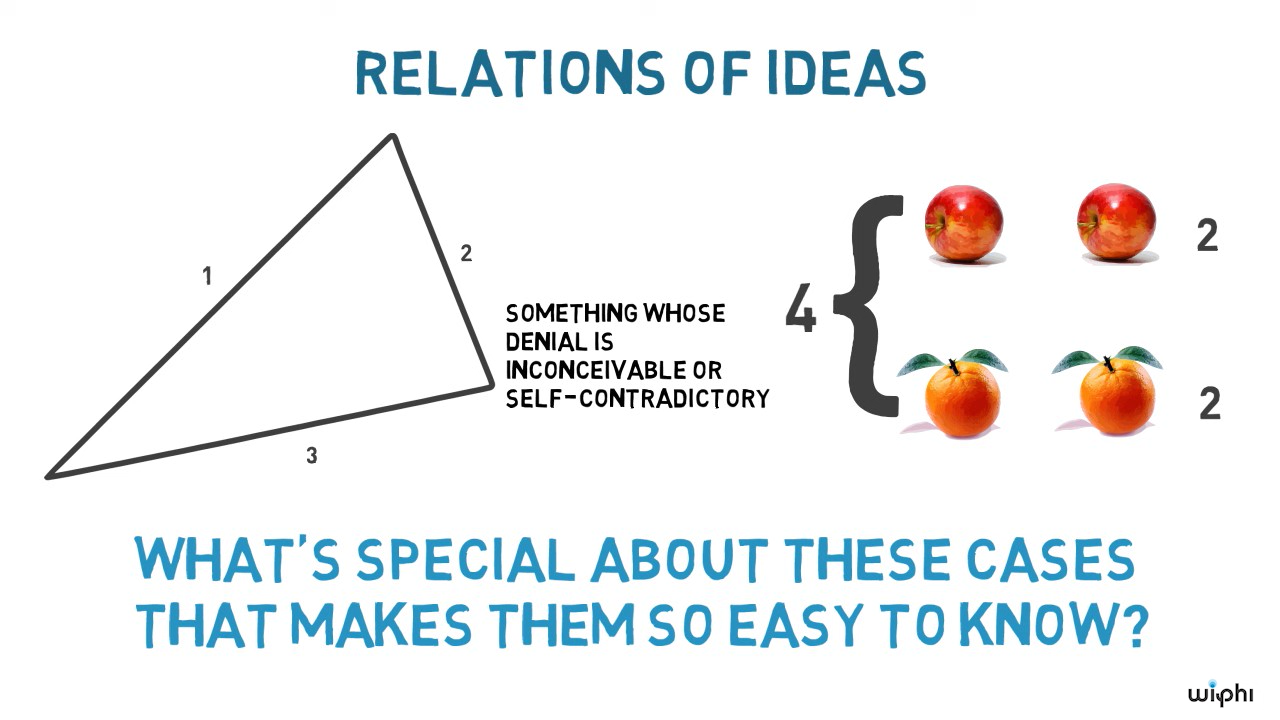 RELATIONS OF IDEAS
1
2
3
SOMETHING WHOSE
DENIAL IS
INCONCEIVABLE OR
SELF-CONTRADICTORY
4
2
2
WHAT'S SPECIAL ABOUT THESE CASES
THAT MAKES THEM SO EASY TO KNOW?
wiphi